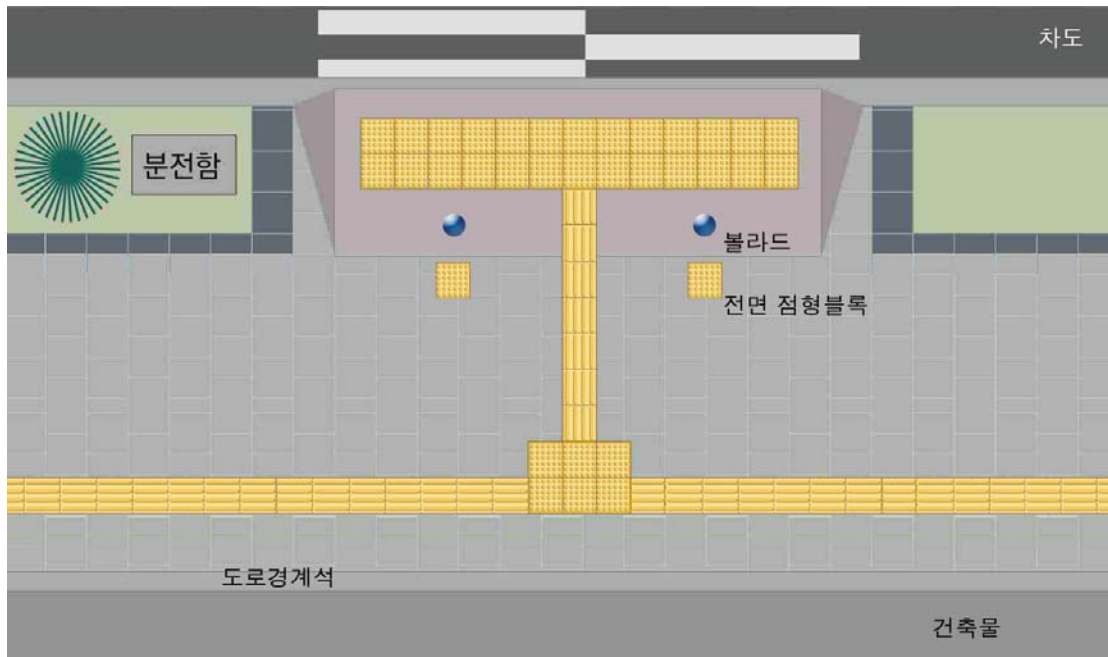 차도
분전함
볼라드
전면 점형블록
도로경계석
건축물